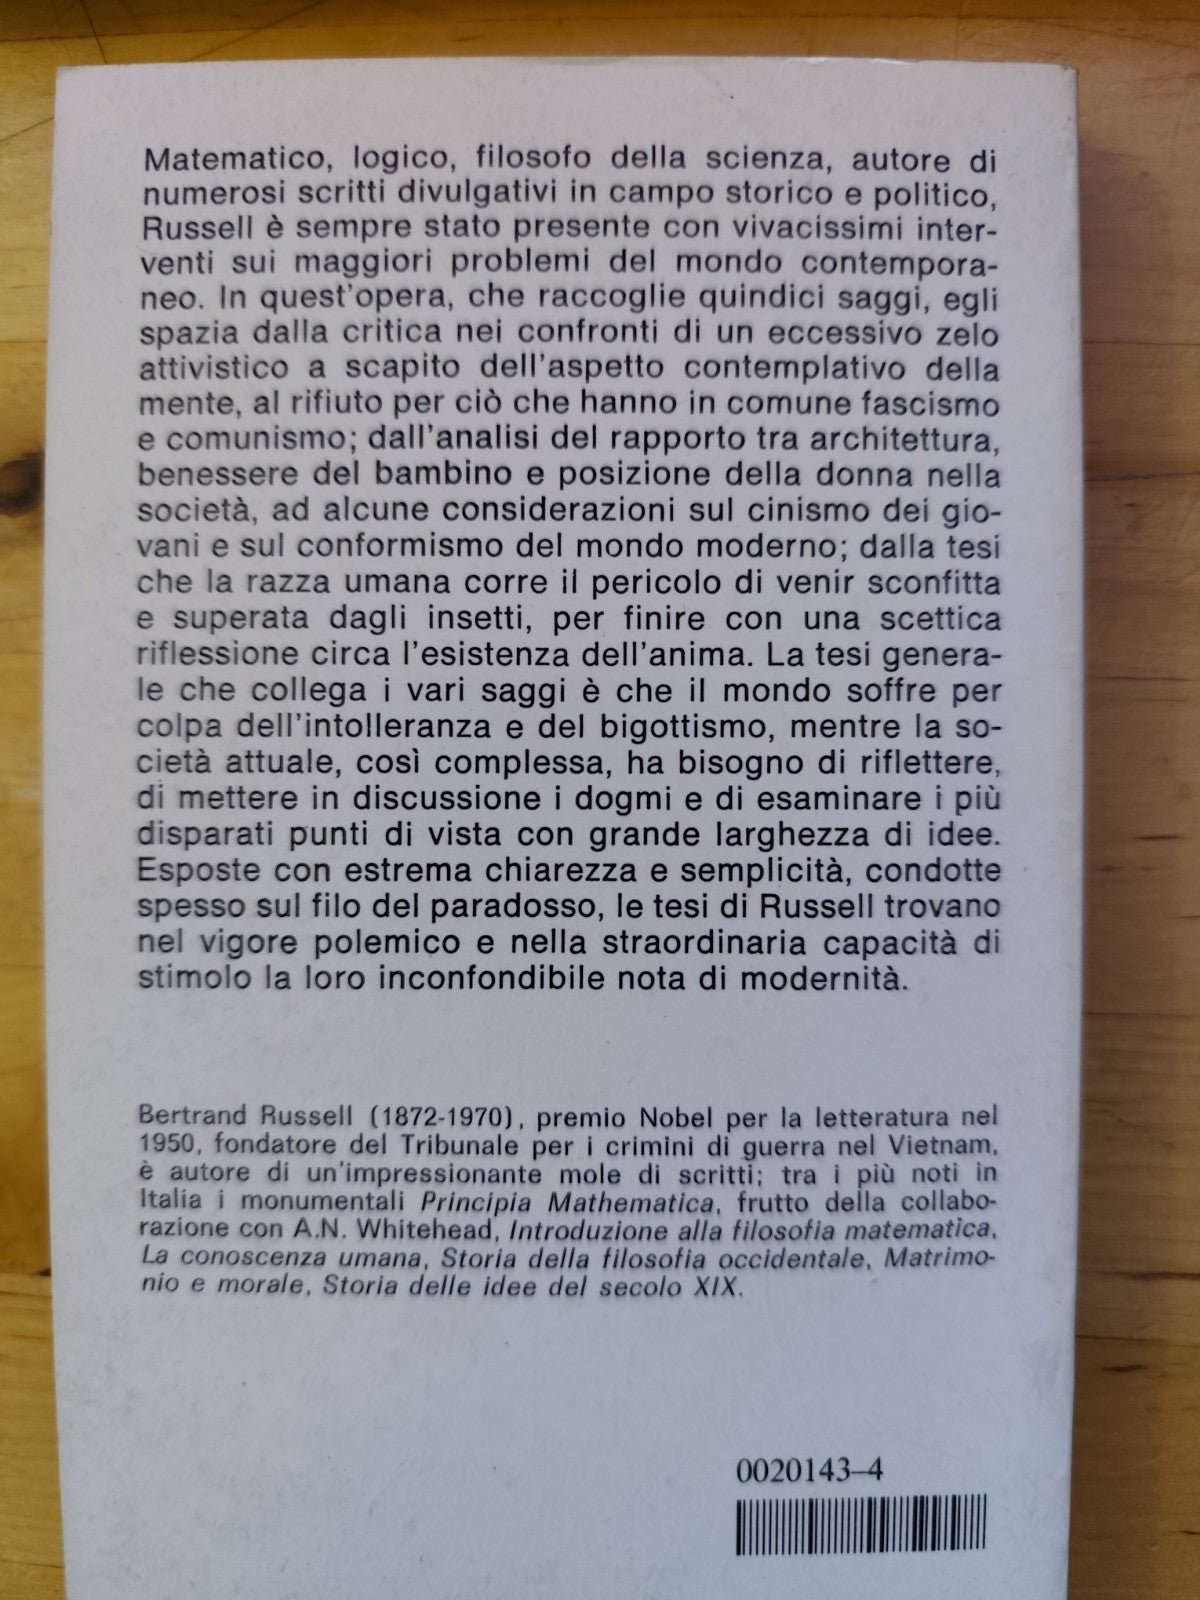 Matematico, logico, filosofo della scienza, autore di
numerosi scritti divulgativi in campo storico e politico,
Russell è sempre stato presente con vivacissimi inter-
venti sui maggiori problemi del mondo contempora-
neo. In quest'opera, che raccoglie quindici saggi, egli
spazia dalla critica nei confronti di un eccessivo zelo
attivistico a scapito dell'aspetto contemplativo della
mente, al rifiuto per ciò che hanno in comune fascismo
e comunismo; dall'analisi del rapporto tra architettura,
benessere del bambino e posizione della donna nella
società, ad alcune considerazioni sul cinismo dei gio-
vani e sul conformismo del mondo moderno; dalla tesi
che la razza umana corre il pericolo di venir sconfitta
e superata dagli insetti, per finire con una scettica
riflessione circa l'esistenza dell'anima. La tesi genera-
le che collega i vari saggi è che il mondo soffre per
colpa dell'intolleranza e del bigottismo, mentre la so-
cietà attuale, così complessa, ha bisogno di riflettere,
di mettere in discussione i dogmi e di esaminare i più
disparati punti di vista con grande larghezza di idee.
Esposte con estrema chiarezza e semplicità, condotte
spesso sul filo del paradosso, le tesi di Russell trovano
nel vigore polemico e nella straordinaria capacità di
stimolo la loro inconfondibile nota di modernità.
Bertrand Russell (1872-1970), premio Nobel per la letteratura nel
1950, fondatore del Tribunale per i crimini di guerra nel Vietnam,
è autore di un'impressionante mole di scritti; tra i più noti in
Italia i monumentali Principia Mathematica, frutto della collabo-
razione con A.N. Whitehead, Introduzione alla filosofia matematica,
La conoscenza umana, Storia della filosofia occidentale, Matrimo-
nio e morale, Storia delle idee del secolo XIX.
0020143–4